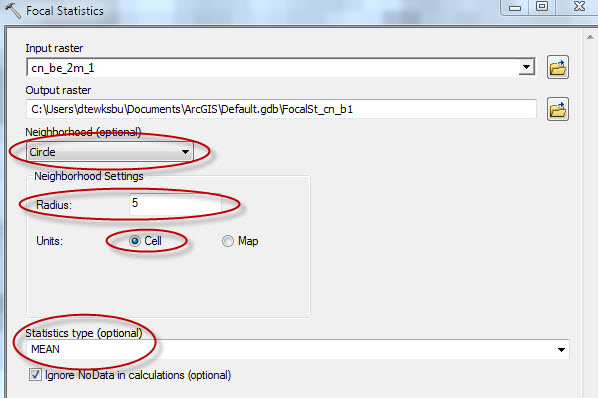 Focal Statistics
Input raster
cn_be_2m_1
Output raster
C:\Users\dtewksbu\Documents\ArcGIS\Default.gdb\FocalSt_cn_b1
Neighborhood (optional)
Circle
Neighborhood Settings
Radius: 5
Units: Cell Map
Statistics type (optional)
MEAN
Ignore NoData in calculations (optional)